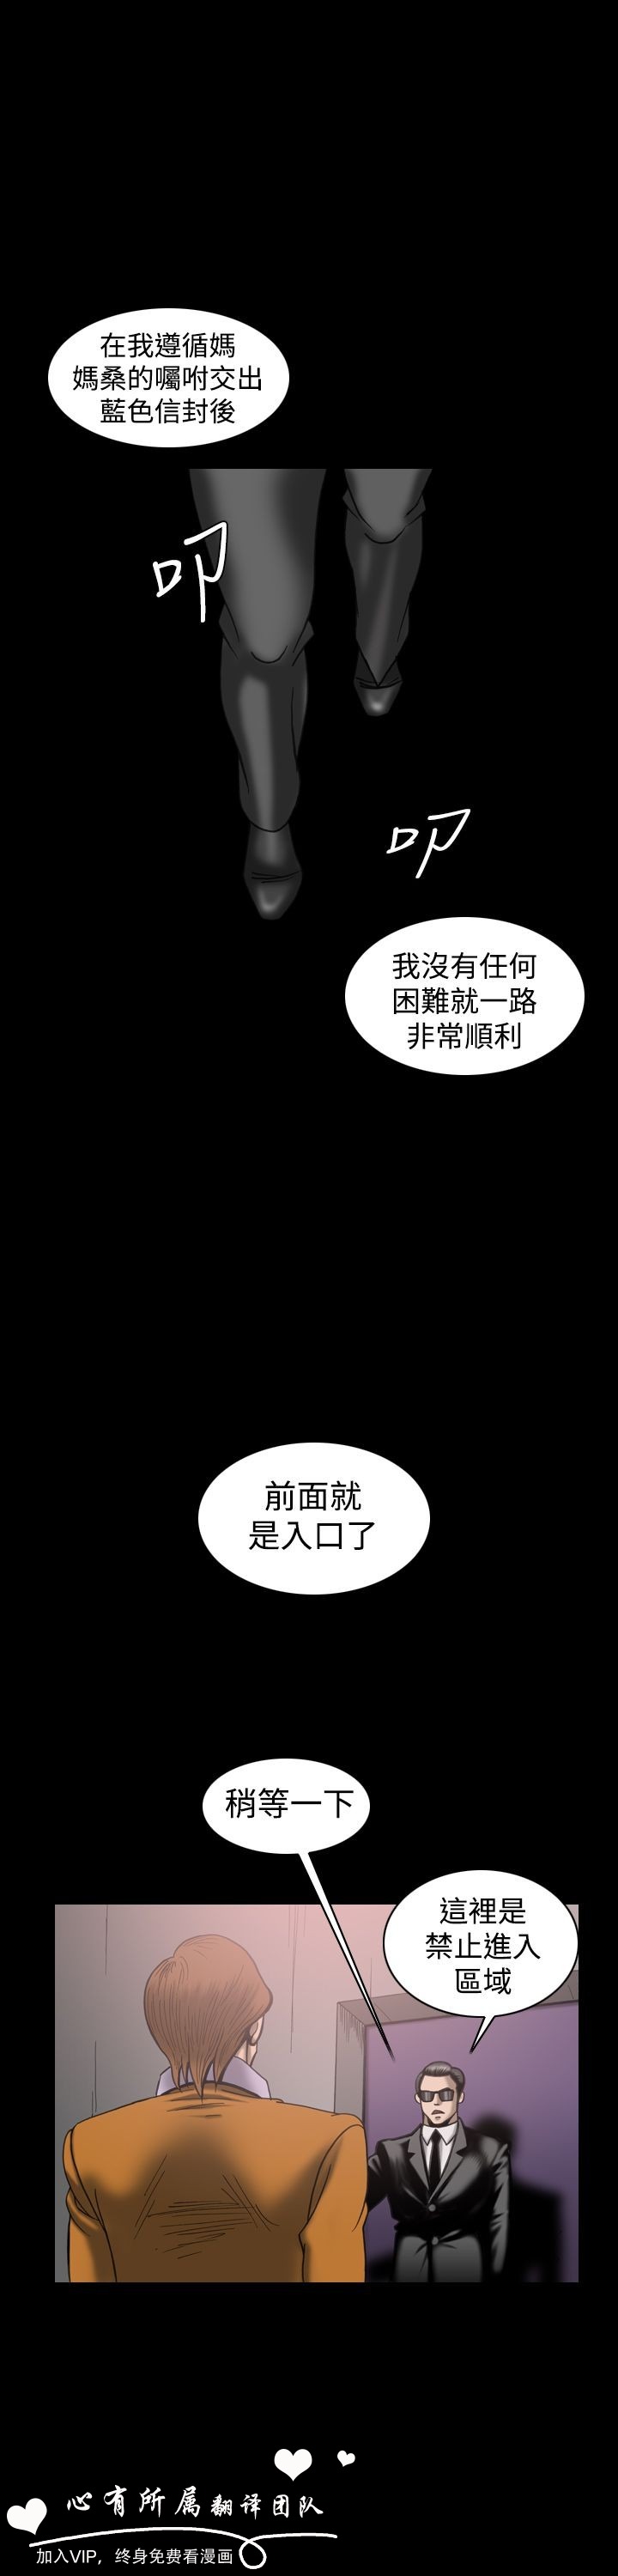 在我遵循媽
媽桑的囑咐交出
藍色信封後
叩
叩
我沒有任何
困難就一路
非常順利
前面就
是入口了
稍等一下
這裡是
禁止進入
區域
心有所属翻译团队
加入VIP，终身免费看漫画